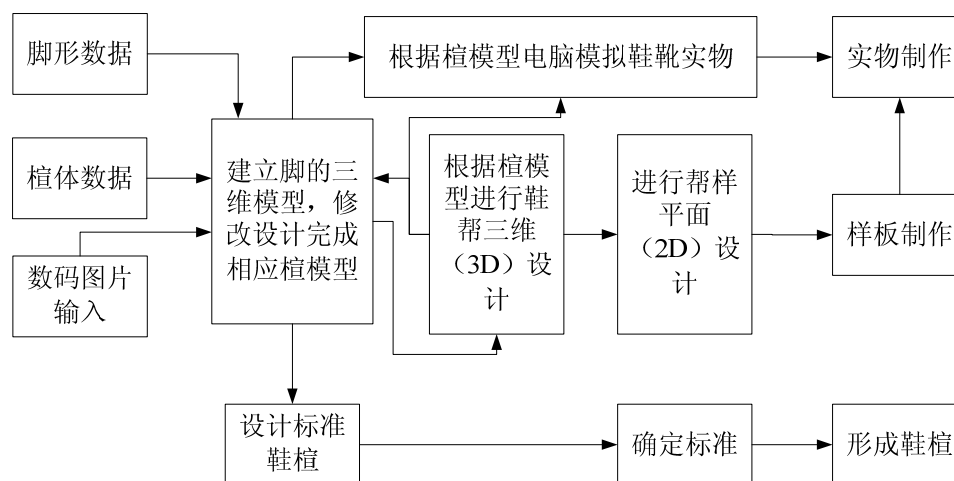 脚形数据
根据楦模型电脑模拟鞋靴实物
实物制作
楦体数据
建立脚的三
维模型，修
改设计完成
相应楦模型
根据楦模
型进行鞋
帮三维
（3D）设
计
进行帮样
平面
（2D）设
计
样板制作
数码图片
输入
设计标准
鞋楦
确定标准
形成鞋楦